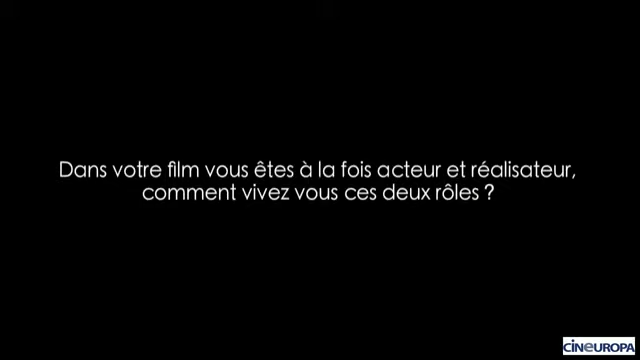 Dans votre film vous êtes à la fois acteur et réalisateur,
comment vivez vous ces deux rôles ?
CINEUROPA